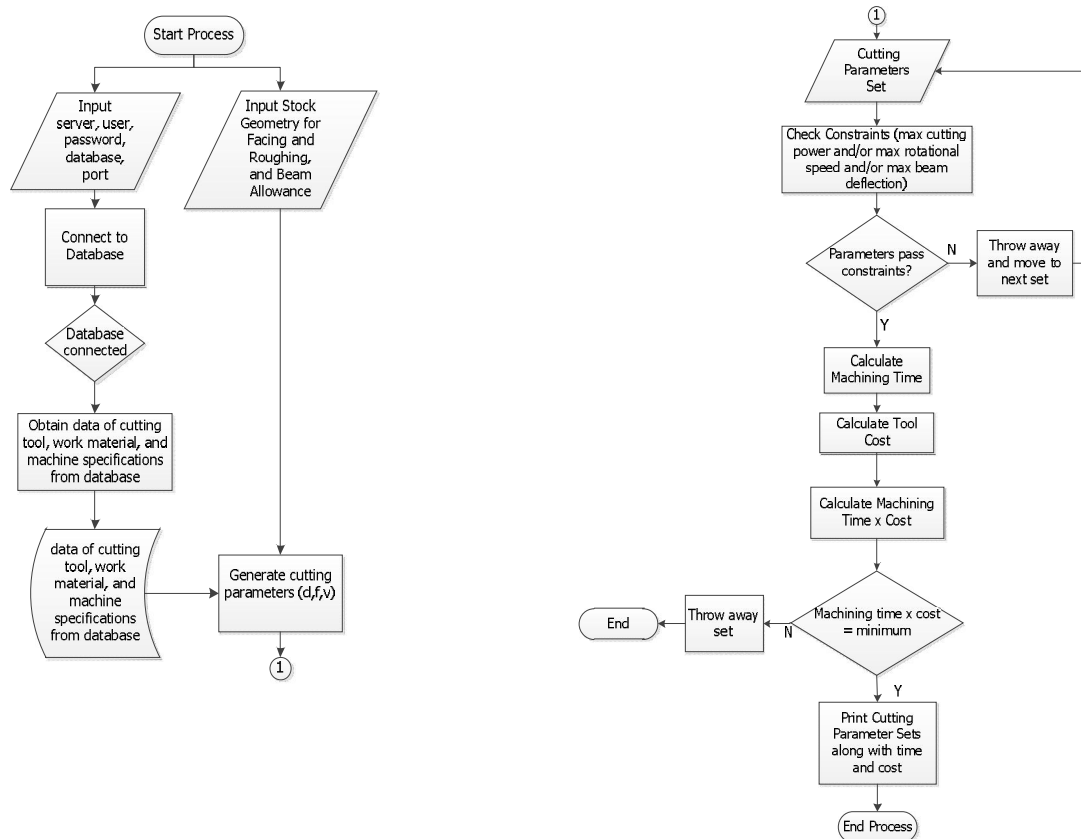 Start Process
Input
server, user,
password,
database,
port
Input Stock
Geometry for
Facing and
Roughing,
and Beam
Allowance
Connect to
Database
Database
connected
Obtain data of cutting
tool, work material, and
machine specifications
from database
data of cutting
tool, work
material, and
machine
specifications
from database
Generate cutting
parameters (d,f,v)
1
1
Cutting
Parameters
Set
Check Constraints (max cutting
power and/or max rotational
speed and/or max beam
deflection)
Parameters pass
constraints?
N
Throw away
and move to
next set
Y
Calculate
Machining Time
Calculate Tool
Cost
Calculate Machining
Time x Cost
Machining time x cost
= minimum
N
Throw away
set
End
Y
Print Cutting
Parameter Sets
along with time
and cost
End Process